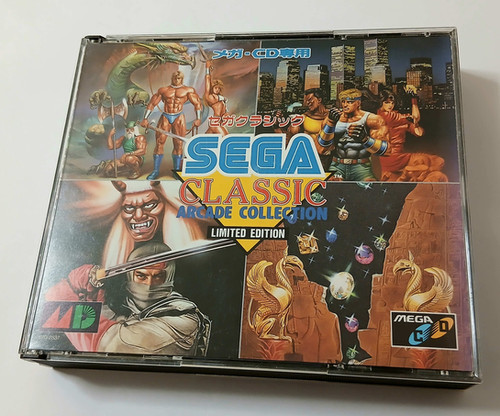 メガ-CD専用
セガクラシック
SEGA
CLASSIC
ARCADE COLLECTION
LIMITED EDITION
MD
MEGA
CD